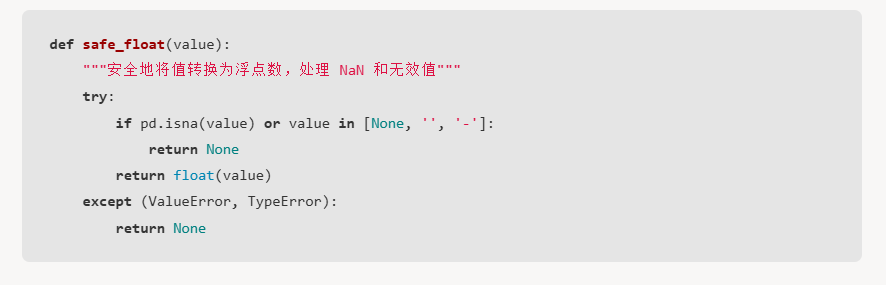 def safe_float(value):
    """安全地将值转换为浮点数，处理 NaN 和无效值"""
    try:
        if pd.isna(value) or value in [None, '', '-']:
            return None
        return float(value)
    except (ValueError, TypeError):
        return None